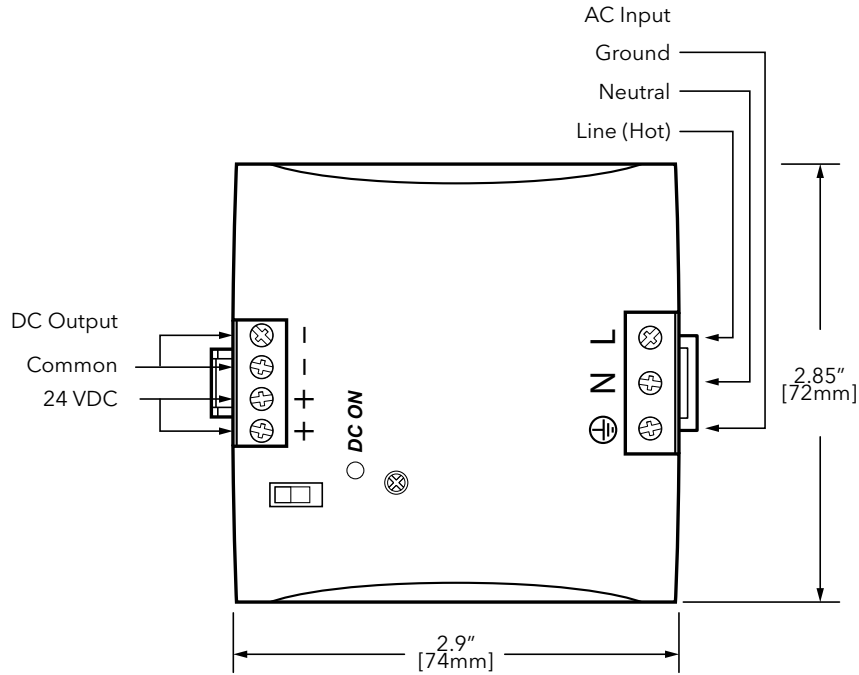 AC Input
Ground
Neutral
Line (Hot)
DC Output
Common
24 VDC
–
–
+
+
DC ON
L
N
2.85”
[72mm]
2.9”
[74mm]